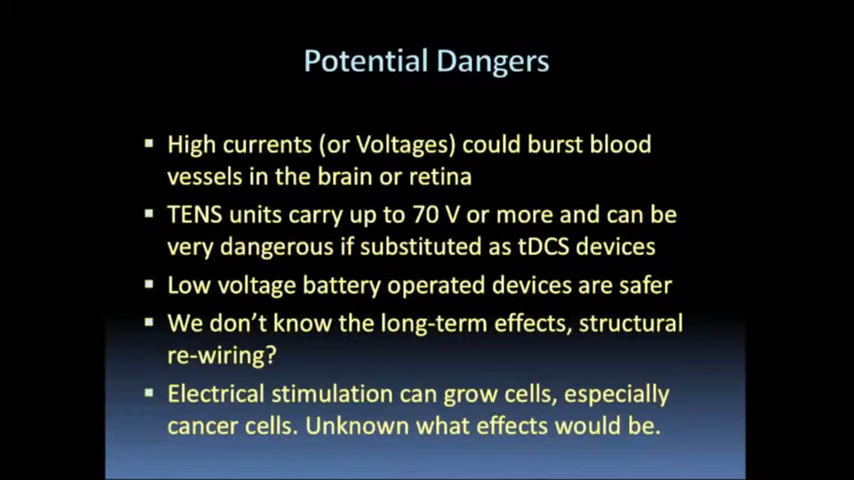 Potential Dangers
▪ High currents (or Voltages) could burst blood
vessels in the brain or retina
▪ TENS units carry up to 70 V or more and can be
very dangerous if substituted as tDCS devices
▪ Low voltage battery operated devices are safer
▪ We don’t know the long-term effects, structural
re-wiring?
▪ Electrical stimulation can grow cells, especially
cancer cells. Unknown what effects would be.